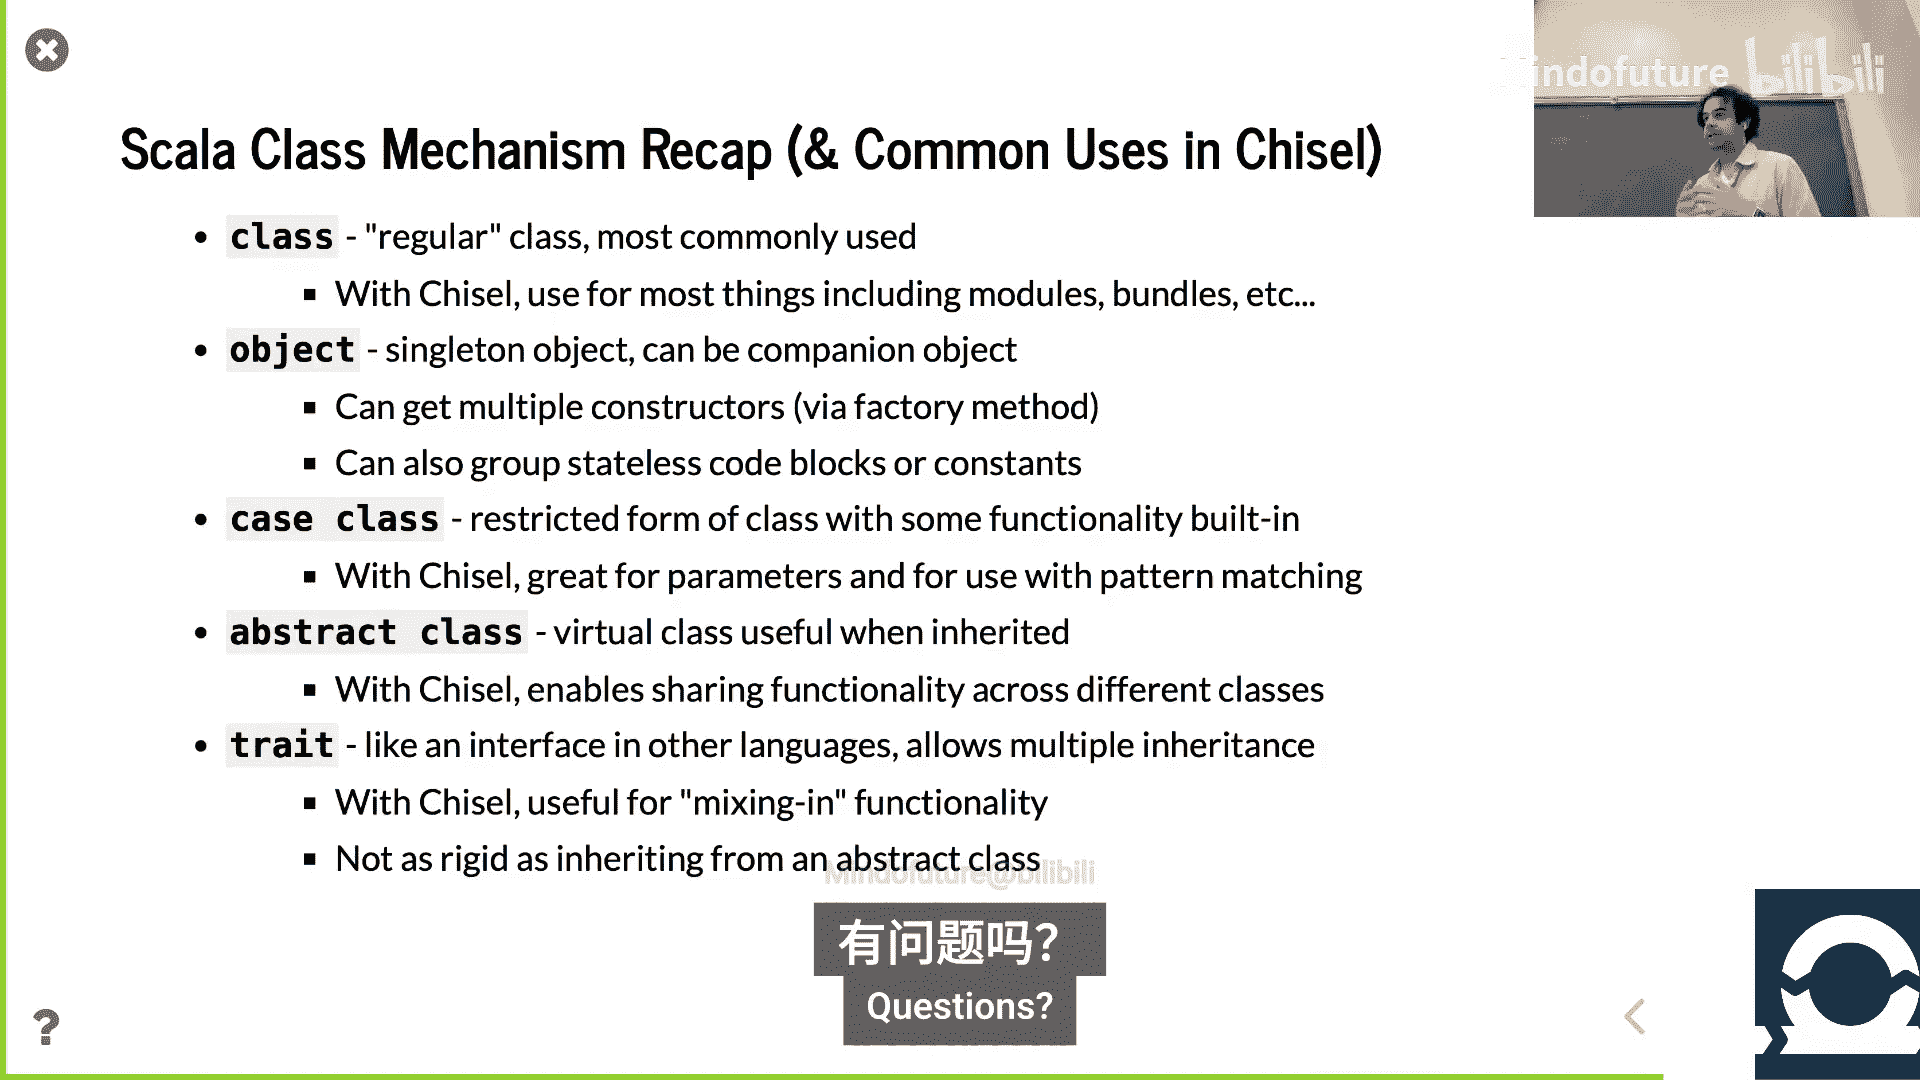 indofuture bilibili
Scala Class Mechanism Recap (& Common Uses in Chisel)
• class - "regular" class, most commonly used
▪ With Chisel, use for most things including modules, bundles, etc...
• object - singleton object, can be companion object
▪ Can get multiple constructors (via factory method)
▪ Can also group stateless code blocks or constants
• case class - restricted form of class with some functionality built-in
▪ With Chisel, great for parameters and for use with pattern matching
• abstract class - virtual class useful when inherited
▪ With Chisel, enables sharing functionality across different classes
• trait - like an interface in other languages, allows multiple inheritance
▪ With Chisel, useful for "mixing-in" functionality
▪ Not as rigid as inheriting from an abstract class
Mindofuture@bilibili
有问题吗？
Questions?
?